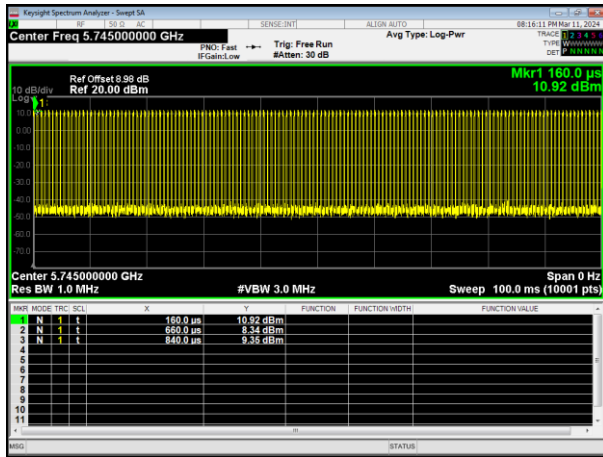 Keysight Spectrum Analyzer - Swept SA
RF 50 Ω AC SENSE:INT ALIGN AUTO 08:16:11 PM Mar 11, 2024
Center Freq 5.745000000 GHz
PNO: Fast
IFGain:Low
Trig: Free Run
#Atten: 30 dB
Avg Type: Log-Pwr
TRACE 1 2 3 4 5 6
TYPE WWWWWW
DET P NNNNN
Mkr1 160.0 µs
10.92 dBm
Ref Offset 8.98 dB
10 dB/div Ref 20.00 dBm
Log
1
10.0
0.00
-10.0
-20.0
-30.0
-40.0
-50.0
-60.0
-70.0
Center 5.745000000 GHz Span 0 Hz
Res BW 1.0 MHz #VBW 3.0 MHz Sweep 100.0 ms (10001 pts)
MKR MODE TRC SCL X Y FUNCTION FUNCTION WIDTH FUNCTION VALUE
1 N 1 t 160.0 µs 10.92 dBm
2 N 1 t 660.0 µs 8.34 dBm
3 N 1 t 840.0 µs 9.35 dBm
4
5
6
7
8
9
10
11
MSG STATUS